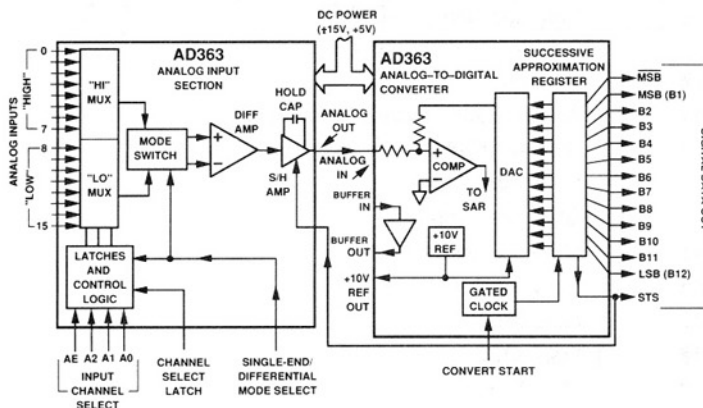 DC POWER
(±15V, +5V)
AD363
ANALOG INPUT
SECTION
0
"HIGH"
7
8
"LOW"
15
ANALOG INPUTS
"HI"
MUX
"LO"
MUX
MODE
SWITCH
DIFF
AMP
+
−
HOLD
CAP
S/H
AMP
ANALOG
OUT
ANALOG
IN
LATCHES
AND
CONTROL
LOGIC
AE A2 A1 A0
INPUT
CHANNEL
SELECT
CHANNEL
SELECT
LATCH
SINGLE-END/
DIFFERENTIAL
MODE SELECT
AD363
ANALOG-TO-DIGITAL
CONVERTER
SUCCESSIVE
APPROXIMATION
REGISTER
+
−
COMP
TO
SAR
DAC
BUFFER
IN
BUFFER
OUT
+10V
REF
+10V
REF
OUT
GATED
CLOCK
CONVERT START
MSB
MSB (B1)
B2
B3
B4
B5
B6
B7
B8
B9
B10
B11
LSB (B12)
STS